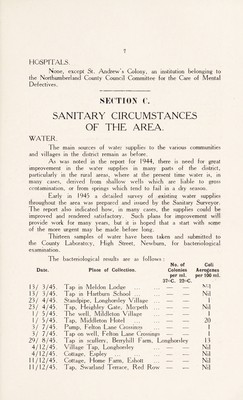 7
HOSPITALS.
None, except St. Andrew's Colony, an institution belonging to
the Northumberland County Council Committee for the Care of Mental
Defectives.
SECTION C.
SANITARY CIRCUMSTANCES
OF THE AREA.
WATER.
The main sources of water supplies to the various communities
and villages in the district remain as before.
As was noted in the report for 1944, there is need for great
improvement in the water supplies in many parts of the district,
particularly in the rural areas, where at the present time water is, in
many cases, derived from shallow wells which are liable to gross
contamination, or from springs which tend to fail in a dry season.
Early in 1945 a detailed survey of existing water supplies
throughout the area was prepared and issued by the Sanitary Surveyor.
The report also indicated how, in many cases, the supplies could be
improved and rendered satisfactory. Such plans for improvement will
provide work for many years, but it is hoped that a start with some
of the more urgent may be made before long.
Thirteen samples of water have been taken and submitted to
the County Laboratory, High Street, Newburn, for bacteriological
examination.
The bacteriological results are as follows:
Date. Place of Collection. No. of Colonies per ml. 37-C. 22-C. Coli Aerogenes per 100 ml.
13/ 3/45. Tap in Meldon Lodge ... — — Nil
13/ 3/45. Tap in Hartburn School ... — — Nil
23/ 4/45. Standpipe, Longhorsley Village — — Nil
23/ 4/45. Tap, Heighley Gate, Morpeth — — Nil
1/ 5/45. The well, Mildleton Village — — 1
1/ 5/45. Tap, Middleton Hotel — — 20
3/ 7/45. Pump, Felton Lane Crossines — — 1
3/ 7/45. Tap on well, Felton Lane Crossings — — 1
29/ 8/45. Tap in scullery, Berryhill Farm, Longhorsley 13
4/12/45. Village Tap, Longhorsley — — Nil
4/12/45. Cottage, Espley ... — — Nil
11/12/45. Cottage, Home Farm, Eshott — — Nil
11/12/45. Tap, Swarland Terrace, Red Row — — Nil